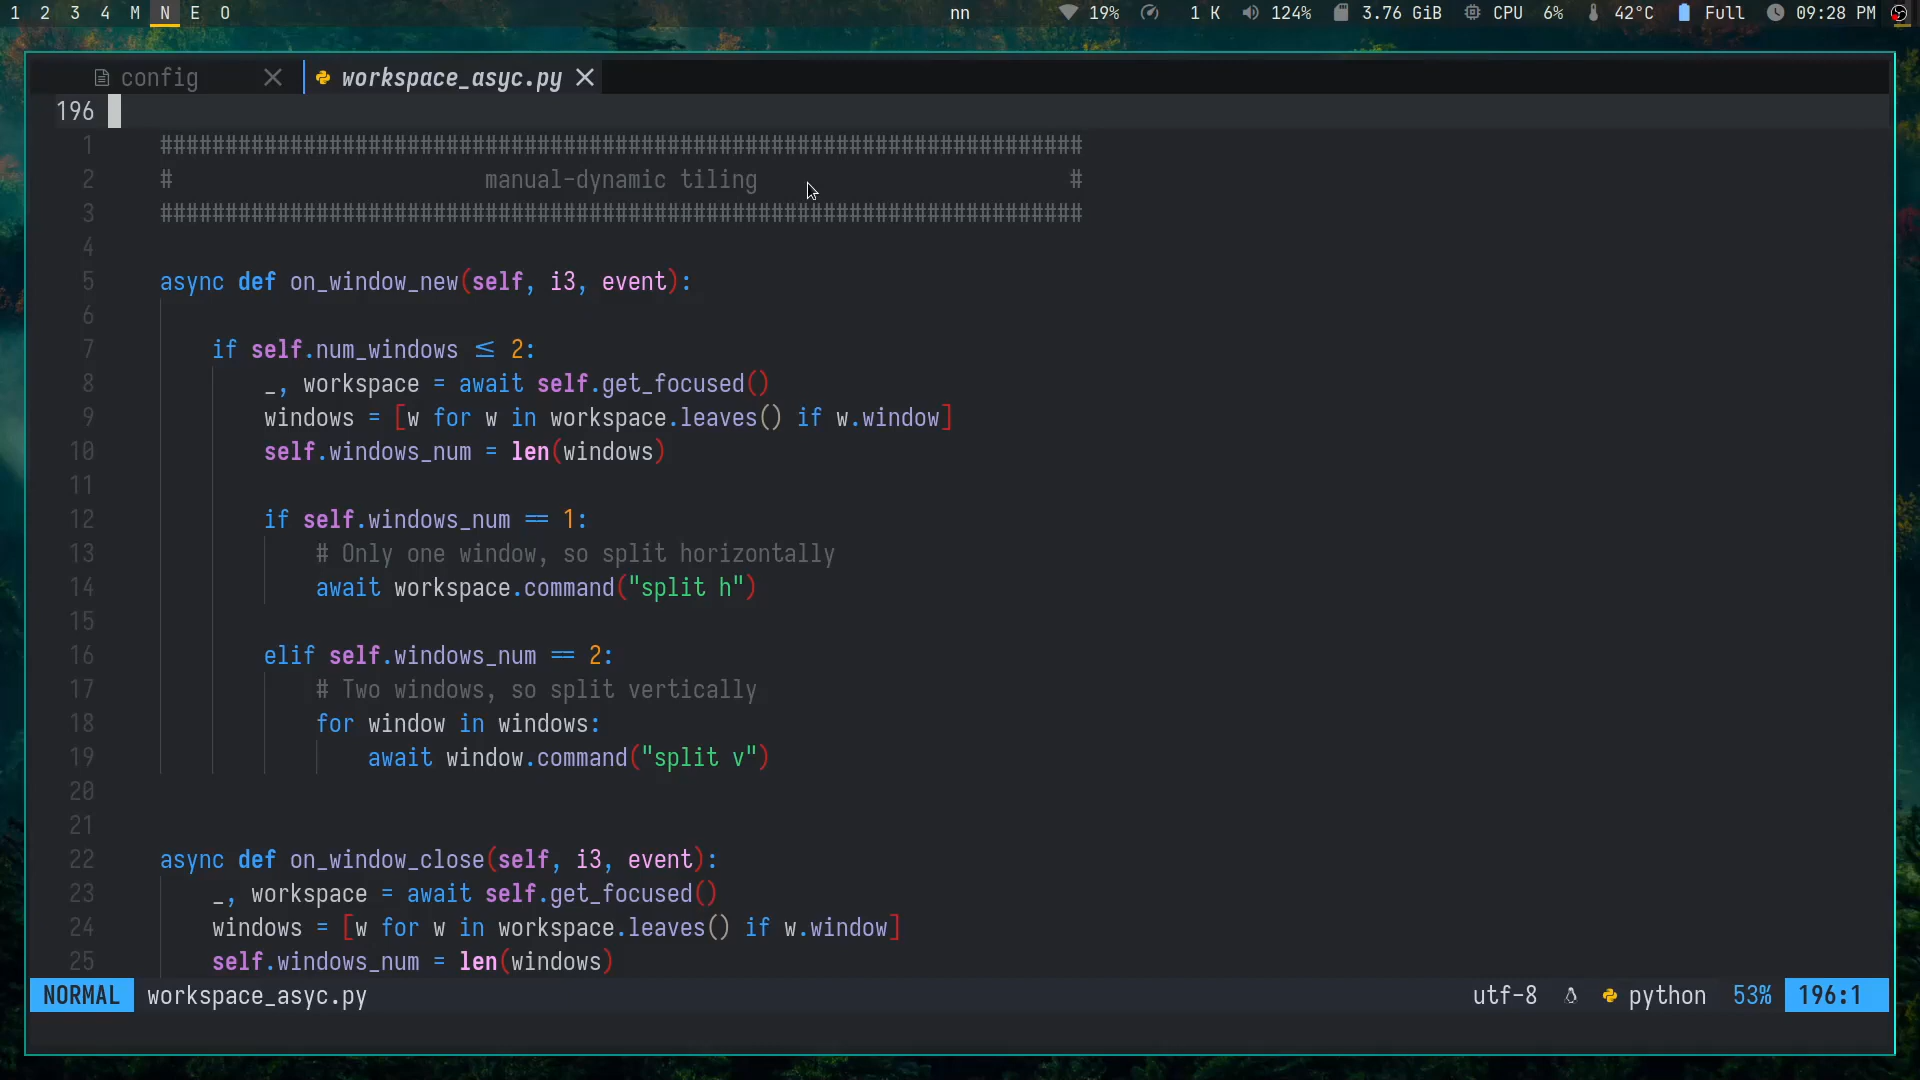 1 2 3 4 M N E O nn 19% 1 K 124% 3.76 GiB CPU 6% 42°C Full 09:28 PM
config workspace_asyc.py
196
1 #######################################################################
2 # manual-dynamic tiling #
3 #######################################################################
4
5 async def on_window_new(self, i3, event):
6
7 if self.num_windows ≤ 2:
8 _, workspace = await self.get_focused()
9 windows = [w for w in workspace.leaves() if w.window]
10 self.windows_num = len(windows)
11
12 if self.windows_num == 1:
13 # Only one window, so split horizontally
14 await workspace.command("split h")
15
16 elif self.windows_num == 2:
17 # Two windows, so split vertically
18 for window in windows:
19 await window.command("split v")
20
21
22 async def on_window_close(self, i3, event):
23 _, workspace = await self.get_focused()
24 windows = [w for w in workspace.leaves() if w.window]
25 self.windows_num = len(windows)
NORMAL workspace_asyc.py utf-8 python 53% 196:1